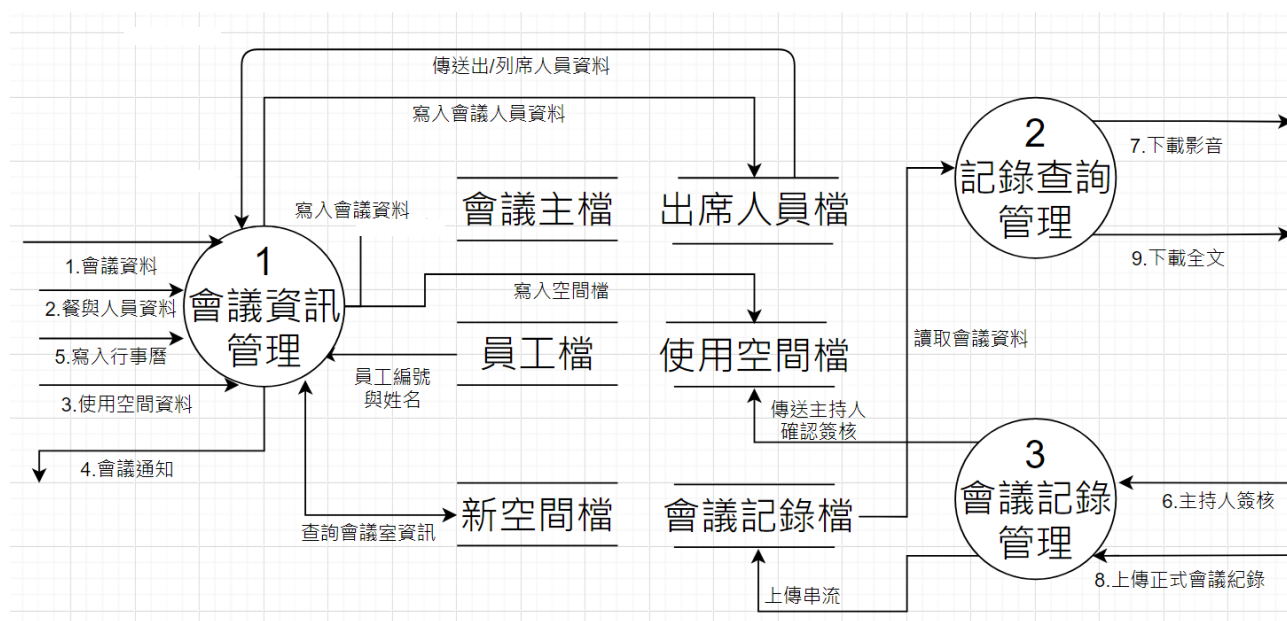 傳送出/列席人員資料
寫入會議人員資料
寫入會議資料
會議主檔
出席人員檔
2
記錄查詢
管理
7.下載影音
9.下載全文
1
會議資訊
管理
1.會議資料
2.餐與人員資料
5.寫入行事曆
3.使用空間資料
4.會議通知
寫入空間檔
員工檔
使用空間檔
員工編號
與姓名
讀取會議資料
傳送主持人
確認簽核
新空間檔
查詢會議室資訊
會議記錄檔
上傳串流
3
會議記錄
管理
6.主持人簽核
8.上傳正式會議紀錄